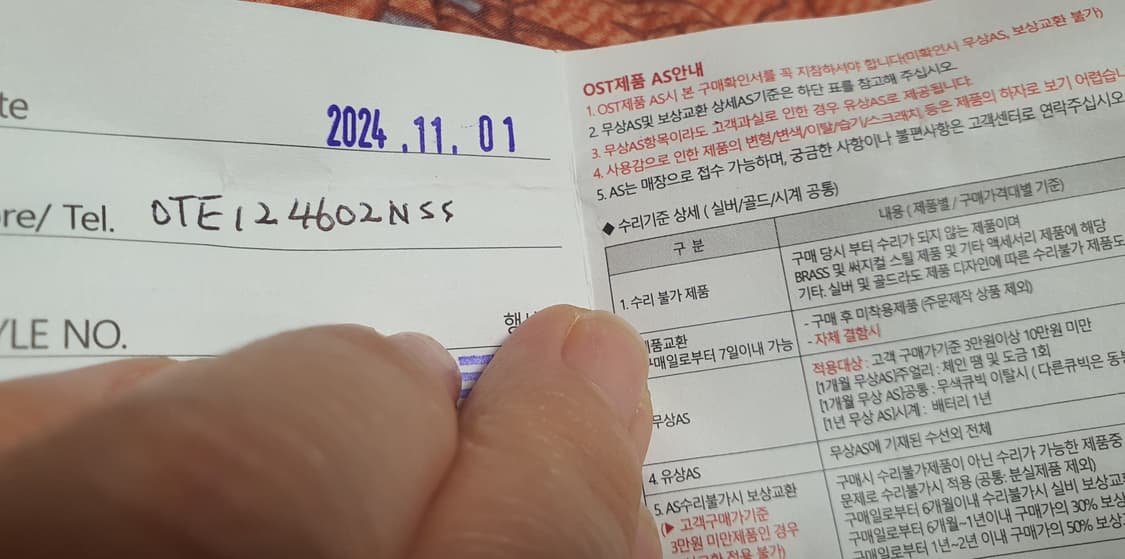 te
2024.11.01
re/ Tel. OTE124602NSS
LE NO.
OST제품 AS안내
1. OST제품 AS시 본 구매확인서를 꼭 지참하셔야 합니다(미확인시 무상AS, 보상교환 불가)
2. 무상AS및 보상교환 상세AS기준은 하단 표를 참고해 주십시오.
3. 무상AS항목이라도 고객과실로 인한 경우 유상AS로 제공됩니다.
4. 사용감으로 인한 제품의 변형/변색/이탈/습기/스크래치 등은 제품의 하자로 보기 어렵습니
5. AS는 매장으로 접수 가능하며, 궁금한 사항이나 불편사항은 고객센터로 연락주십시오
◆ 수리기준 상세 ( 실버/골드/시계 공통)
구 분
내용 ( 제품별 / 구매가격대별 기준)
1. 수리 불가 제품
구매 당시 부터 수리가 되지 않는 제품이며
BRASS 및 써지컬 스틸 제품 및 기타 액세서리 제품에 해당
기타. 실버 및 골드라도 제품 디자인에 따른 수리불가 제품도
제품교환
구매일로부터 7일이내 가능
- 구매 후 미착용제품 (주문제작 상품 제외)
- 자체 결함시
무상AS
적용대상 : 고객 구매가기준 3만원이상 10만원 미만
[1개월 무상AS]주얼리 : 체인 땜 및 도금 1회
[1개월 무상 AS]공통 : 무색큐빅 이탈시 ( 다른큐빅은 동
[1년 무상 AS]시계 : 배터리 1년
4. 유상AS
무상AS에 기재된 수선외 전체
5. AS수리불가시 보상교환
(▶ 고객구매가기준
3만원 미만제품인 경우
보상교환 적용 불가)
구매시 수리불가제품이 아닌 수리가 가능한 제품중
문제로 수리불가시 적용 (공통: 분실제품 제외)
구매일로부터 6개월이내 수리불가시 실비 보상교
구매일로부터 6개월~1년이내 구매가의 30% 보상
구매일로부터 1년~2년 이내 구매가의 50% 보상